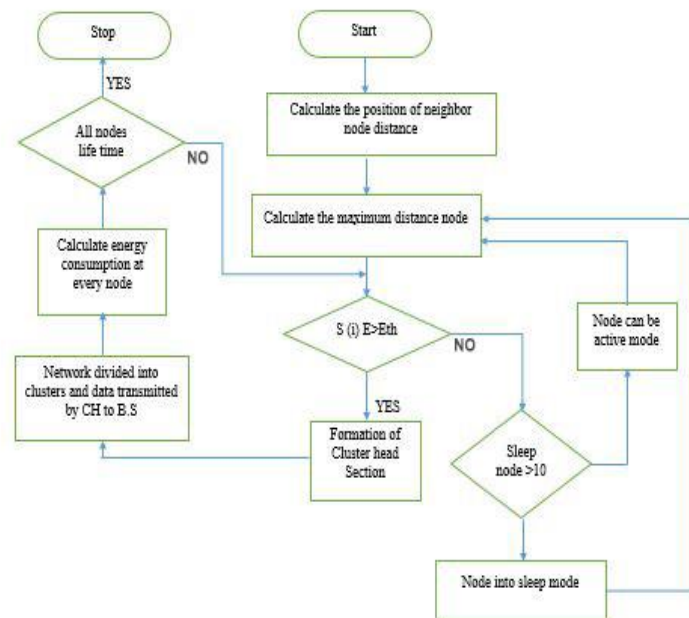 Stop
Start
YES
All nodes
life time
NO
Calculate the position of neighbor
node distance
Calculate the maximum distance node
Calculate energy
consumption at
every node
S (i) E>Eth
NO
Node can be
active mode
Network divided into
clusters and data transmitted
by CH to B.S
YES
Formation of
Cluster head
Section
Sleep
node >10
Node into sleep mode